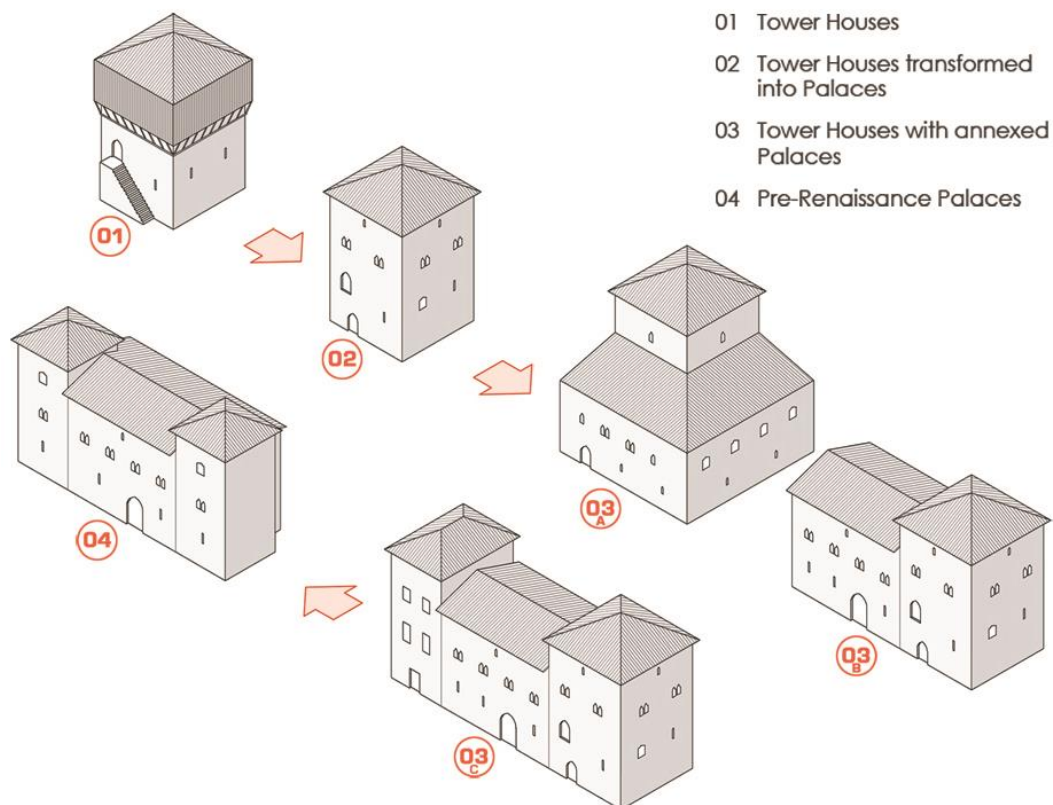 01 Tower Houses
02 Tower Houses transformed
into Palaces
03 Tower Houses with annexed
Palaces
04 Pre-Renaissance Palaces
01
02
03
A
03
B
03
C
04